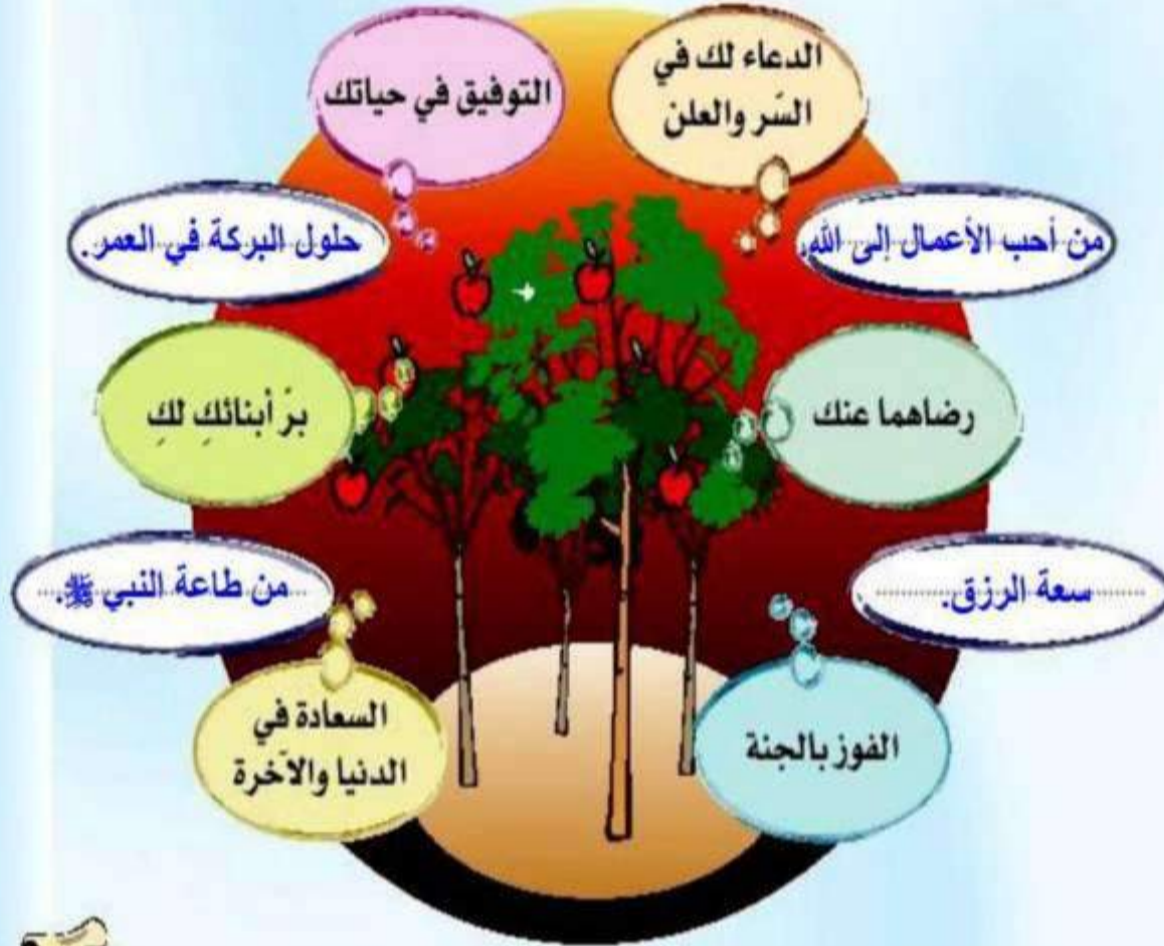 الدعاء لك في
السّر والعلن
التوفيق في حياتك
من أحب الأعمال إلى الله.
حلول البركة في العمر.
رضاهما عنك
برّ أبنائكِ لكِ
سعة الرزق.
من طاعة النبي ﷺ.
الفوز بالجنة
السعادة في
الدنيا والآخرة